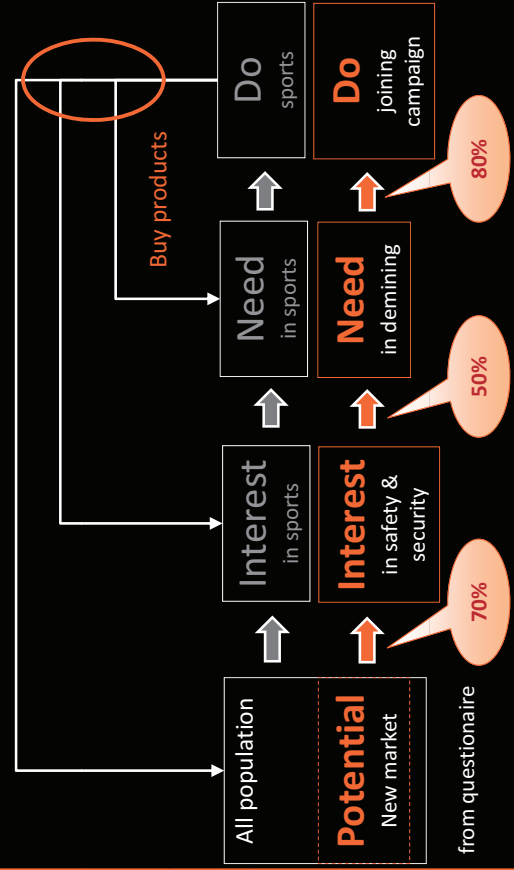 Buy products
All population
Potential
New market
Interest
in sports
Need
in sports
Do
sports
Interest
in safety &
security
Need
in demining
Do
joining
campaign
70%
50%
80%
from questionaire